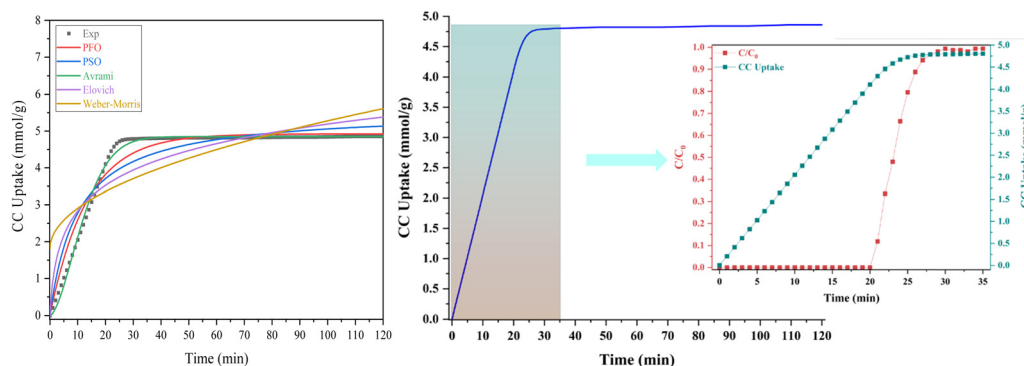 8
7
6
5
4
3
2
1
0
Exp
PFO
PSO
Avrami
Elovich
Weber-Morris
CC Uptake (mmol/g)
0 10 20 30 40 50 60 70 80 90 100 110 120
Time (min)
5.0
4.5
4.0
3.5
3.0
2.5
2.0
1.5
1.0
0.5
0.0
CC Uptake (mmol/g)
0 10 20 30 40 50 60 70 80 90 100 110 120
Time (min)
1.0
0.9
0.8
0.7
0.6
0.5
0.4
0.3
0.2
0.1
0.0
C/C₀
C/C₀
CC Uptake
0 5 10 15 20 25 30 35
Time (min)
5.0
4.5
4.0
3.5
3.0
2.5
2.0
1.5
1.0
0.5
0.0
CC Uptake